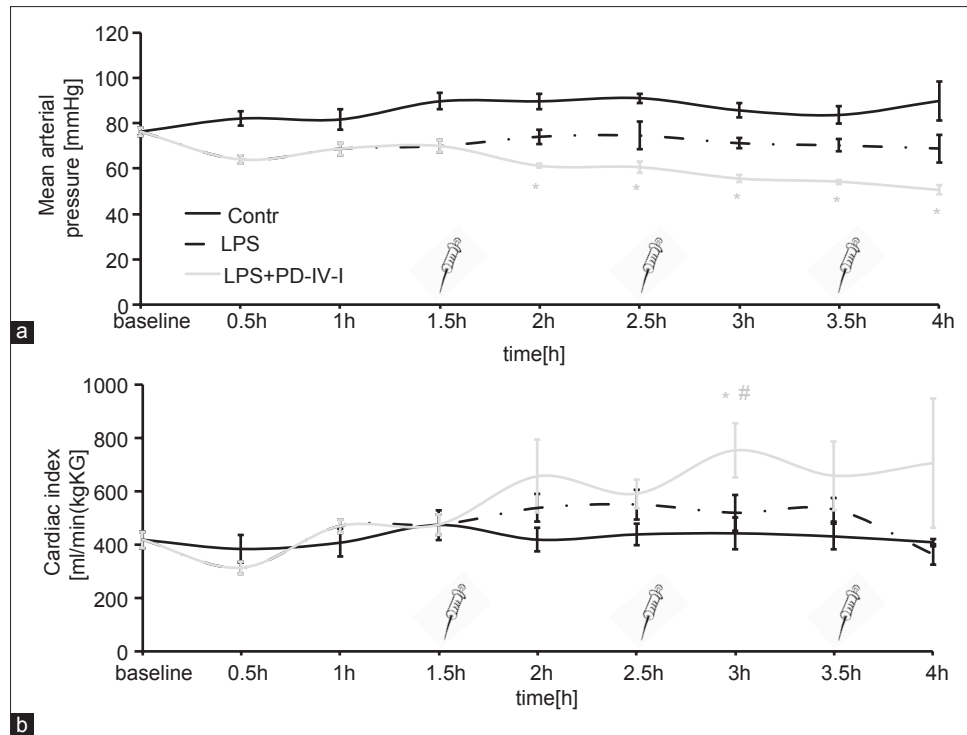 Mean arterial
pressure [mmHg]
120
100
80
60
40
20
0
* * * * *
Contr
LPS
LPS+PD-IV-I
baseline 0.5h 1h 1.5h 2h 2.5h 3h 3.5h 4h
time[h]
a
Cardiac index
[ml/min(kgKG)
1000
800
600
400
200
0
* #
baseline 0.5h 1h 1.5h 2h 2.5h 3h 3.5h 4h
time[h]
b